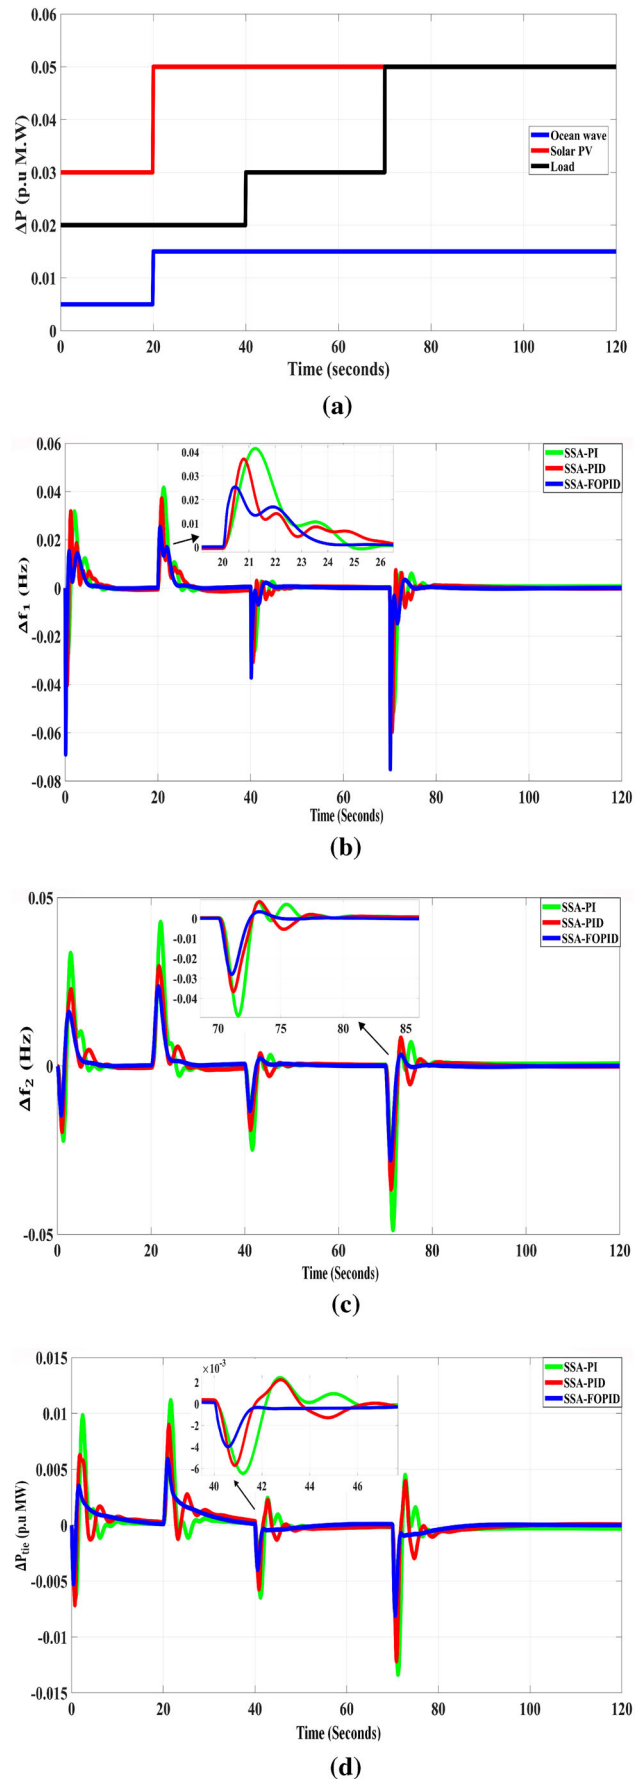 0.06
0.05
0.04
0.03
0.02
0.01
0
ΔP (p.u M.W)
Ocean wave
Solar PV
Load
0 20 40 60 80 100 120
Time (seconds)
(a)
0.06
0.04
0.02
0
-0.02
-0.04
-0.06
-0.08
Δf1 (Hz)
0.04
0.03
0.02
0.01
0
20 21 22 23 24 25 26
SSA-PI
SSA-PID
SSA-FOPID
0 20 40 60 80 100 120
Time (Seconds)
(b)
0.05
0
-0.05
Δf2 (Hz)
0
-0.01
-0.02
-0.03
-0.04
70 75 80 85
SSA-PI
SSA-PID
SSA-FOPID
0 20 40 60 80 100 120
Time (Seconds)
(c)
0.015
0.01
0.005
0
-0.005
-0.01
-0.015
ΔPtie (p.u MW)
×10-3
2
0
-2
-4
-6
40 42 44 46
SSA-PI
SSA-PID
SSA-FOPID
0 20 40 60 80 100 120
Time (Seconds)
(d)